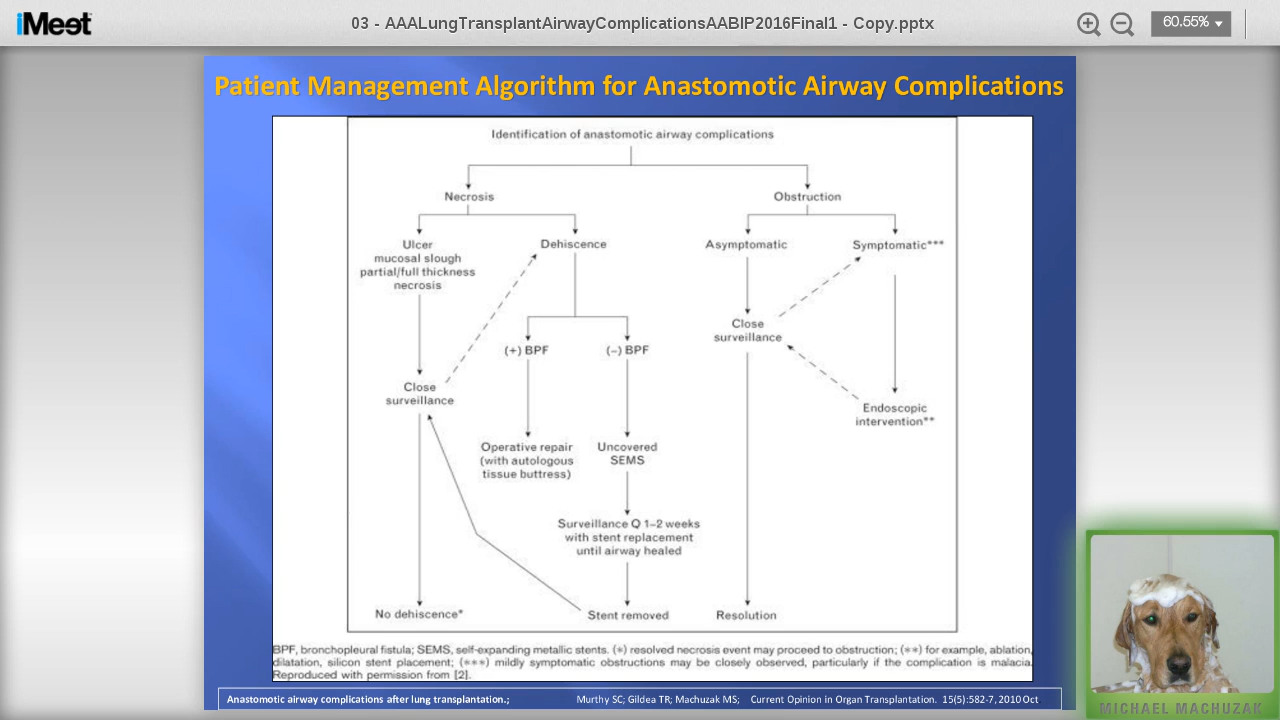 iMeet
03 - AAALungTransplantAirwayComplicationsAABIP2016Final1 - Copy.pptx
60.55%
Patient Management Algorithm for Anastomotic Airway Complications
Identification of anastomotic airway complications
Necrosis
Obstruction
Ulcer
mucosal slough
partial/full thickness
necrosis
Dehiscence
Asymptomatic
Symptomatic***
Close
surveillance
(+) BPF
(−) BPF
Close
surveillance
Endoscopic
intervention**
Operative repair
(with autologous
tissue buttress)
Uncovered
SEMS
Surveillance Q 1–2 weeks
with stent replacement
until airway healed
No dehiscence*
Stent removed
Resolution
BPF, bronchopleural fistula; SEMS, self-expanding metallic stents. (*) resolved necrosis event may proceed to obstruction; (**) for example, ablation,
dilatation, silicon stent placement; (***) mildly symptomatic obstructions may be closely observed, particularly if the complication is malacia.
Reproduced with permission from [2].
Anastomotic airway complications after lung transplantation.; Murthy SC; Gildea TR; Machuzak MS; Current Opinion in Organ Transplantation. 15(5):582-7, 2010 Oct
MICHAEL MACHUZAK